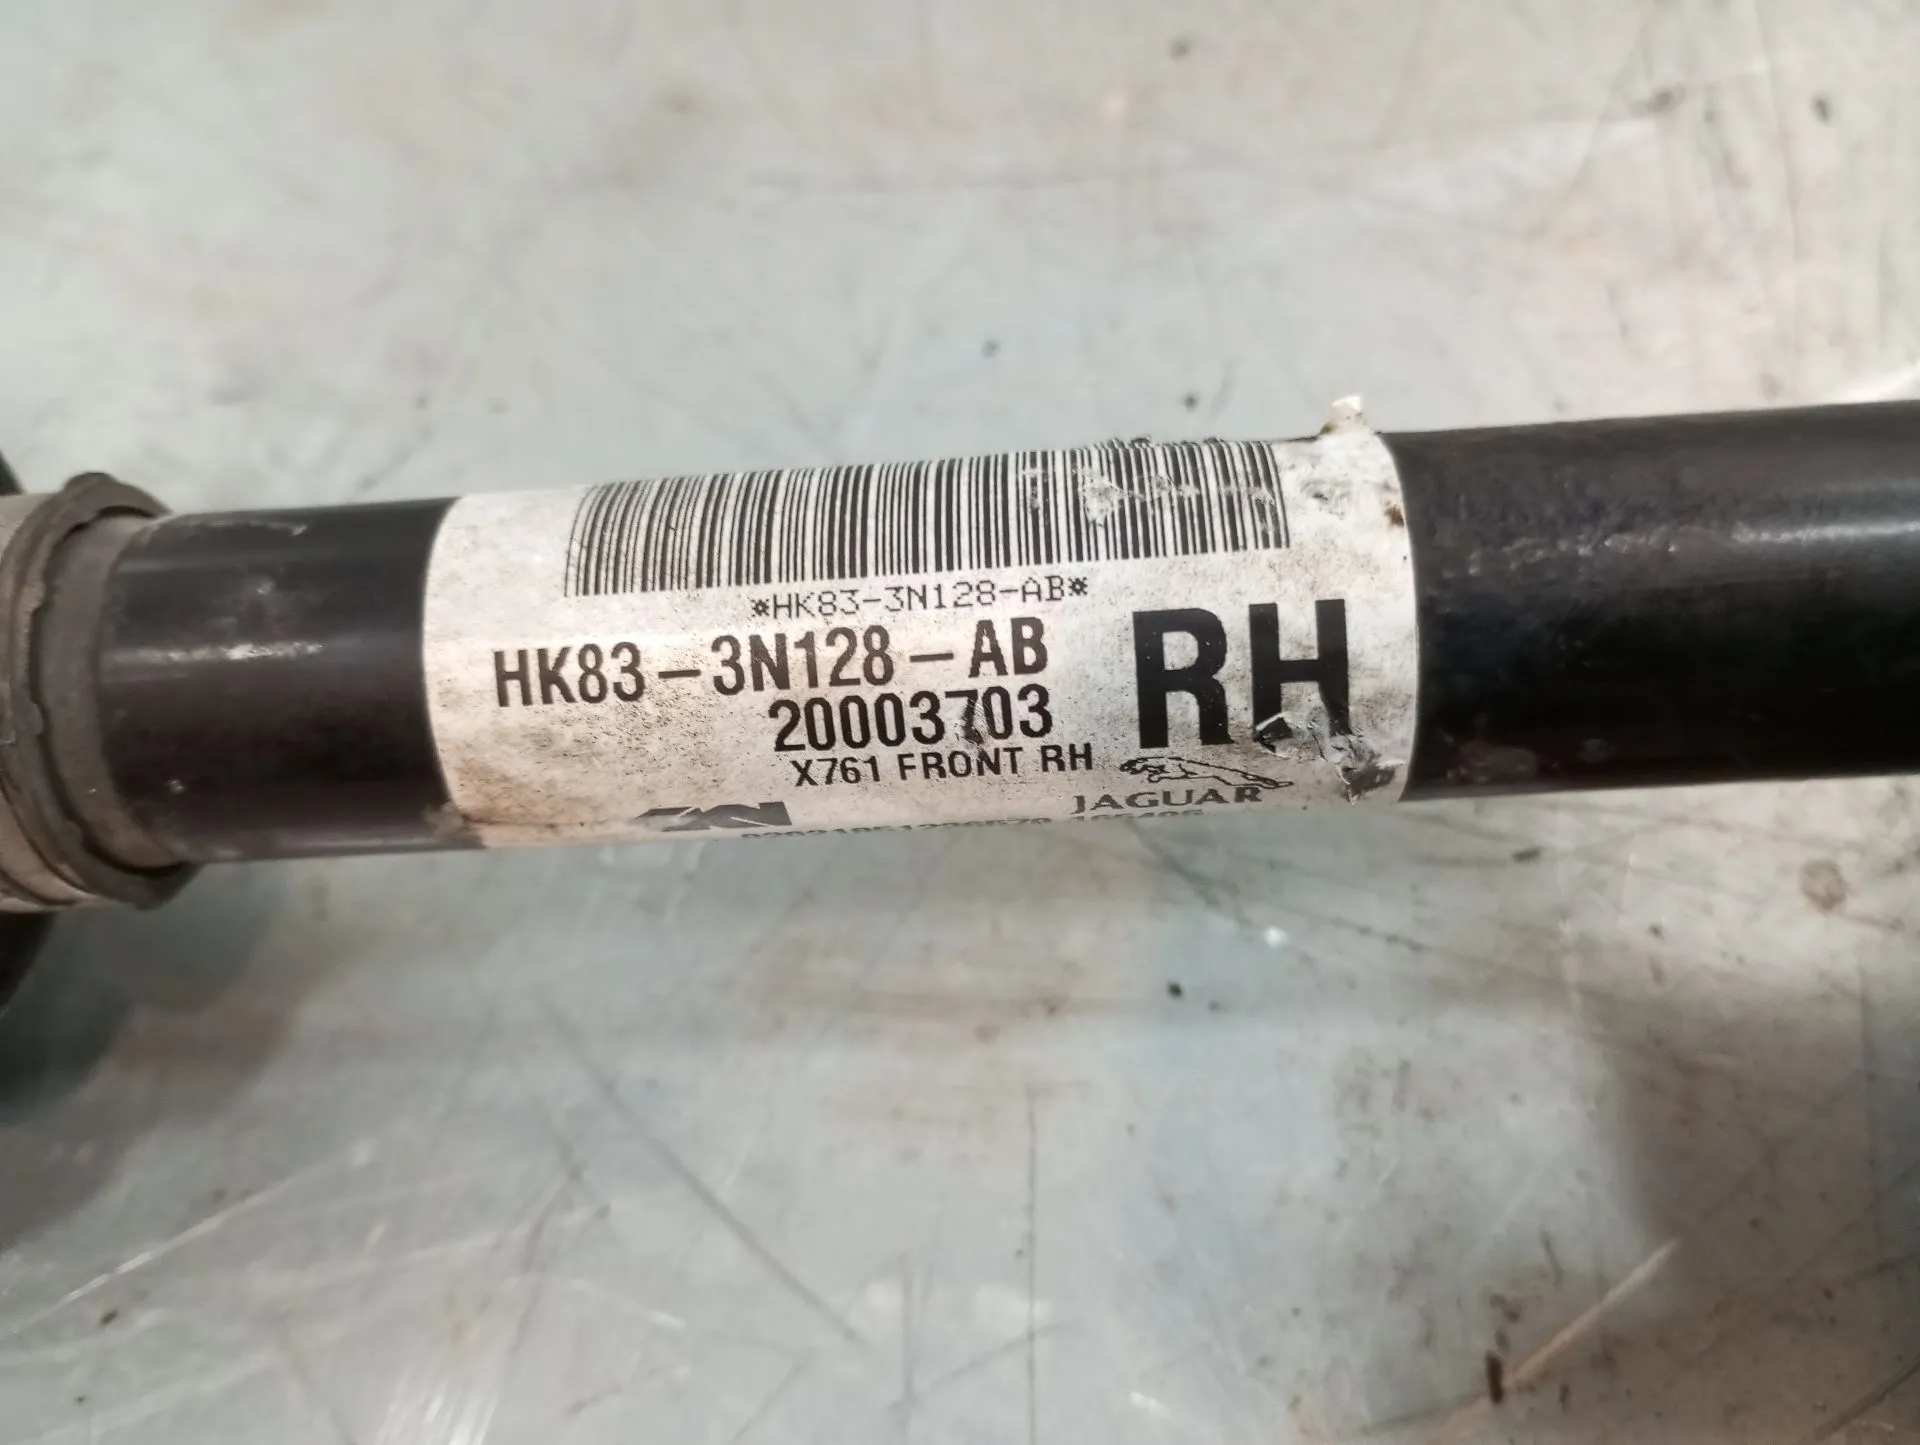 *HK83-3N128-AB*
HK83-3N128-AB
RH
20003703
X761 FRONT RH
JAGUAR